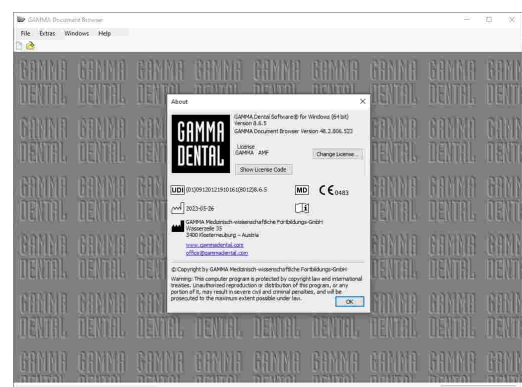 GAMMA Document Browser
File Extras Windows Help
About
GAMMA DENTAL
GAMMA Dental Software® for Windows (64 bit)
Version 8.6.5
GAMMA Document Browser Version 48.2.806.523
License
GAMMA AMF
Change License...
Show License Code
UDI (01)09120121910161(8012)8.6.5
MD
CE 0483
2023-05-26
GAMMA Medizinisch-wissenschaftliche Fortbildungs-GmbH
Wasserzeile 35
3400 Klosterneuburg – Austria
www.gammadental.com
office@gammadental.com
© Copyright by GAMMA Medizinisch-wissenschaftliche Fortbildungs-GmbH
Warning: This computer program is protected by copyright law and international
treaties. Unauthorized reproduction or distribution of this program, or any
portion of it, may result in severe civil and criminal penalties, and will be
prosecuted to the maximum extent possible under law.
OK